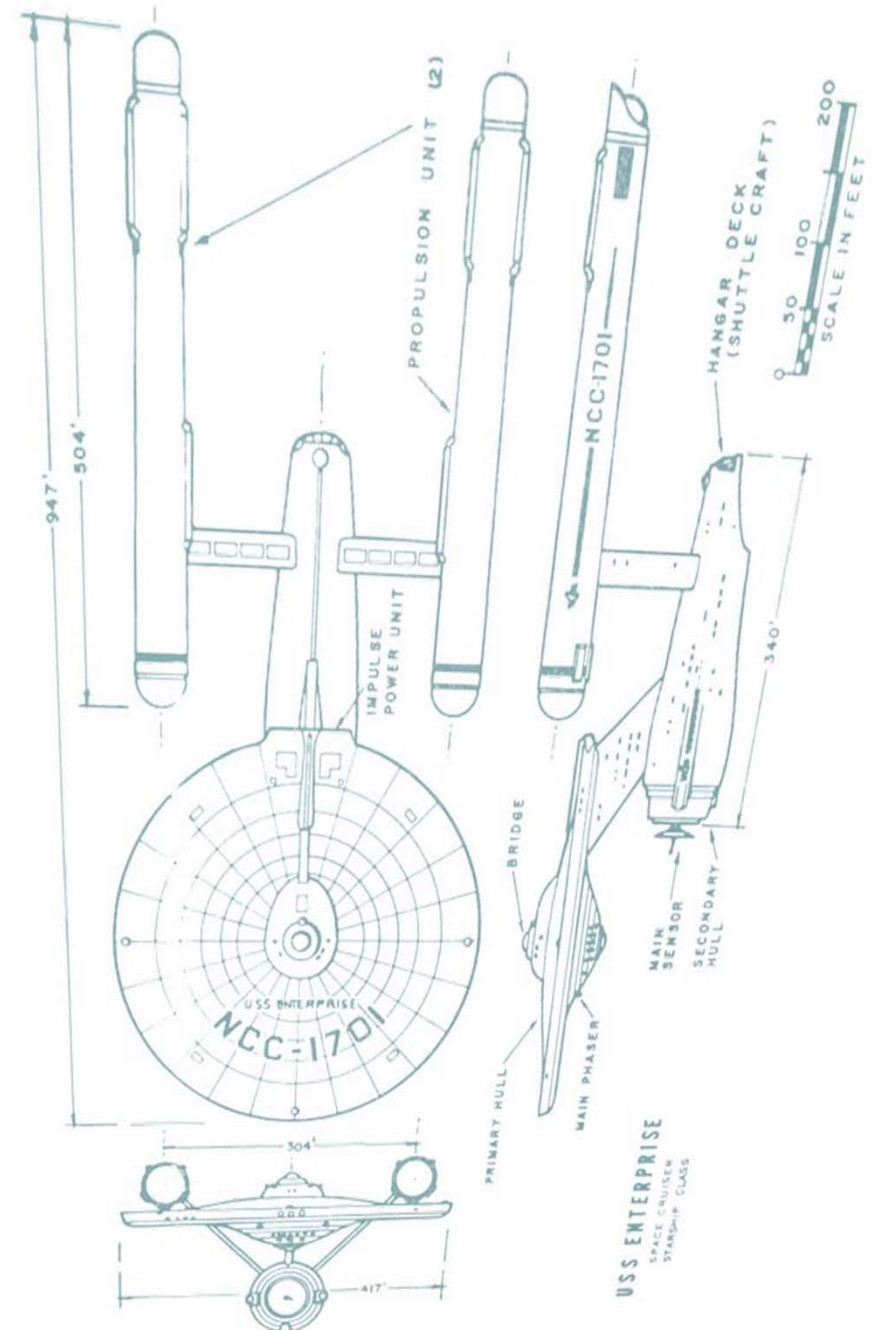 947'
504'
PROPULSION UNIT (2)
NCC-1701
HANGAR DECK
(SHUTTLE CRAFT)
0 50 100 200
SCALE IN FEET
IMPULSE
POWER UNIT
340'
BRIDGE
MAIN
SENSOR
SECONDARY
HULL
USS ENTERPRISE
NCC-1701
PRIMARY HULL
MAIN PHASER
304'
417'
USS ENTERPRISE
SPACE CRUISER
STARSHIP CLASS